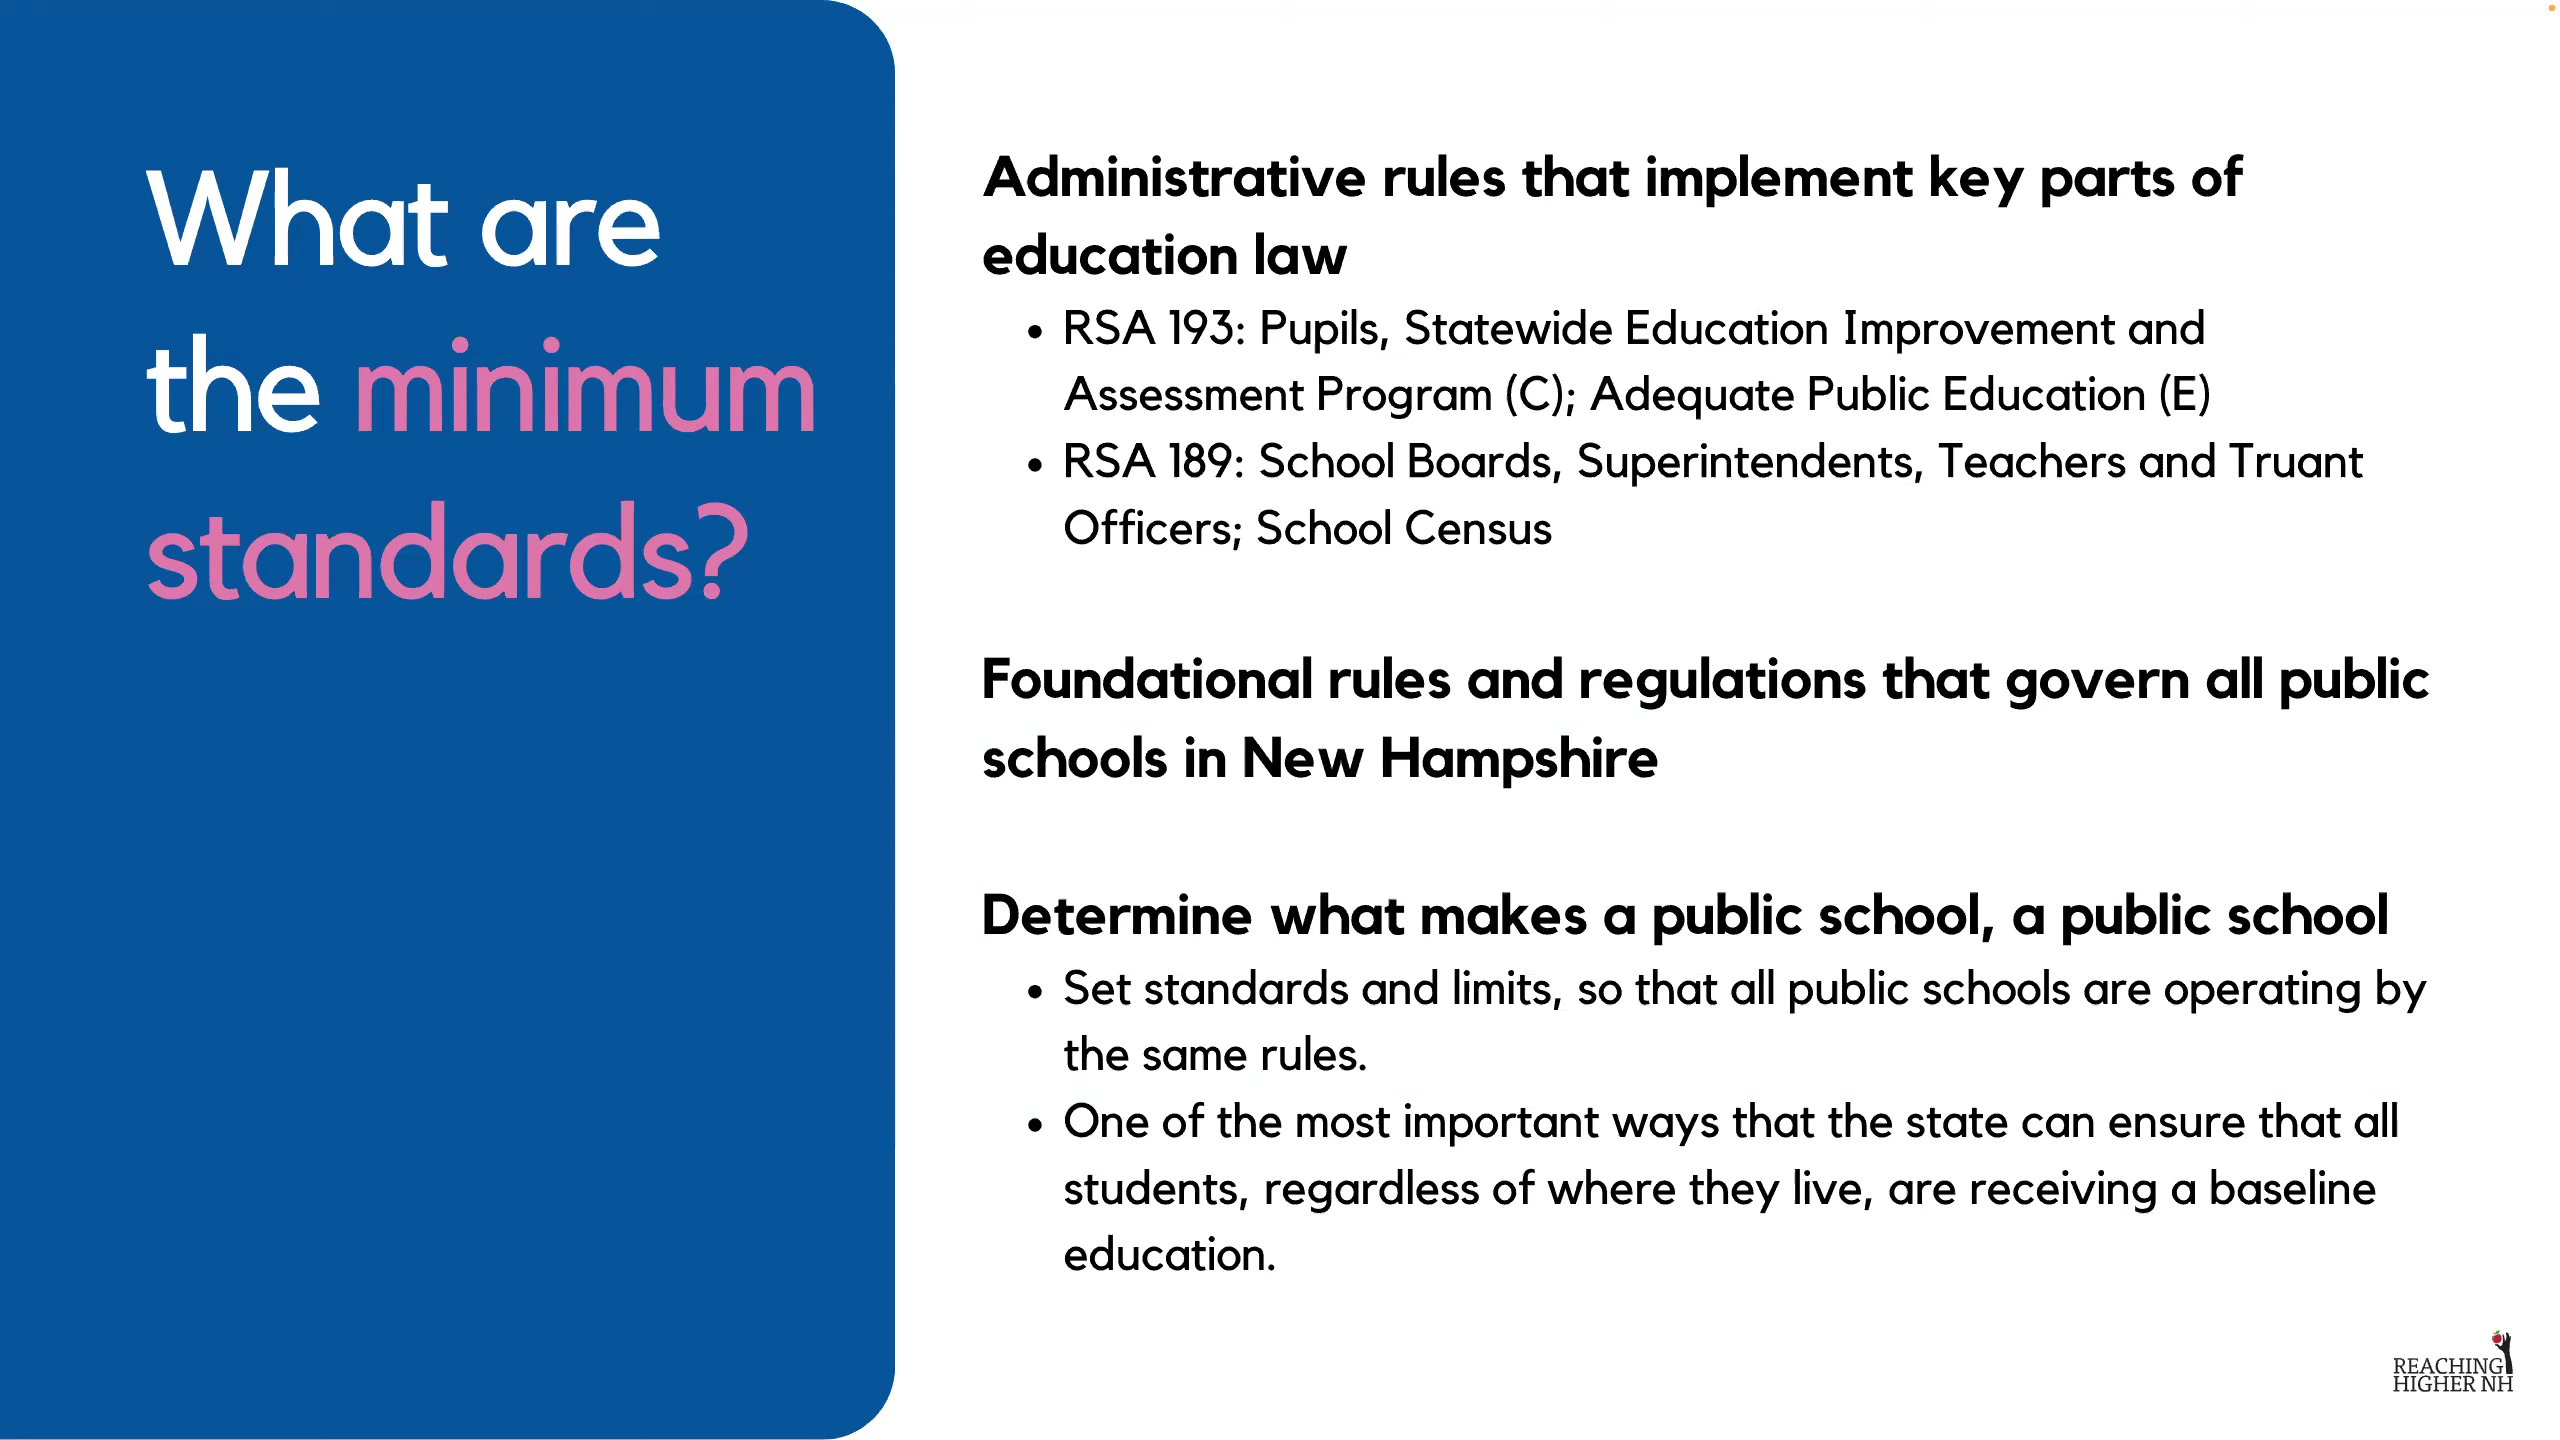 What are
the minimum
standards?
Administrative rules that implement key parts of
education law
• RSA 193: Pupils, Statewide Education Improvement and
Assessment Program (C); Adequate Public Education (E)
• RSA 189: School Boards, Superintendents, Teachers and Truant
Officers; School Census
Foundational rules and regulations that govern all public
schools in New Hampshire
Determine what makes a public school, a public school
• Set standards and limits, so that all public schools are operating by
the same rules.
• One of the most important ways that the state can ensure that all
students, regardless of where they live, are receiving a baseline
education.
REACHING
HIGHER NH